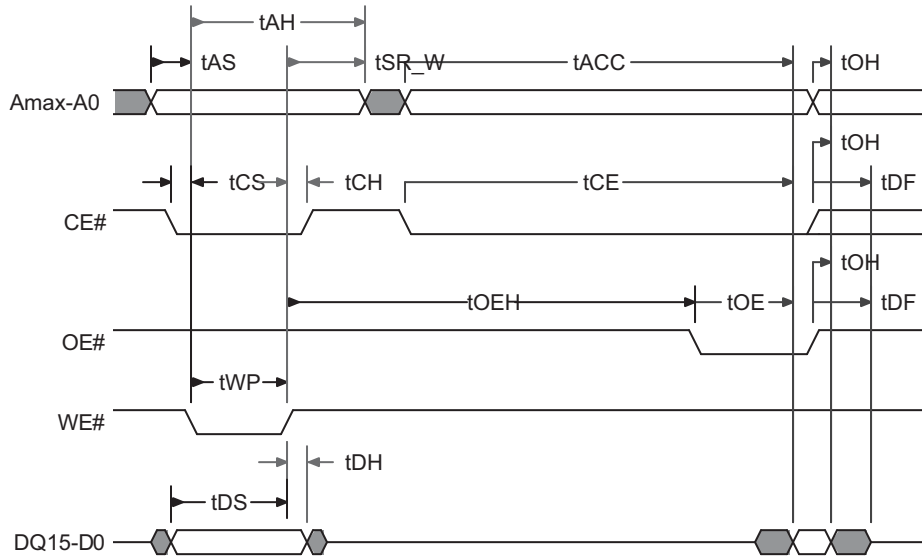 tAH
tAS tSR_W tACC tOH
Amax-A0
tOH
tCS tCH tCE tDF
CE#
tOH
tOEH tOE tDF
OE#
tWP
WE#
tDH
tDS
DQ15-D0